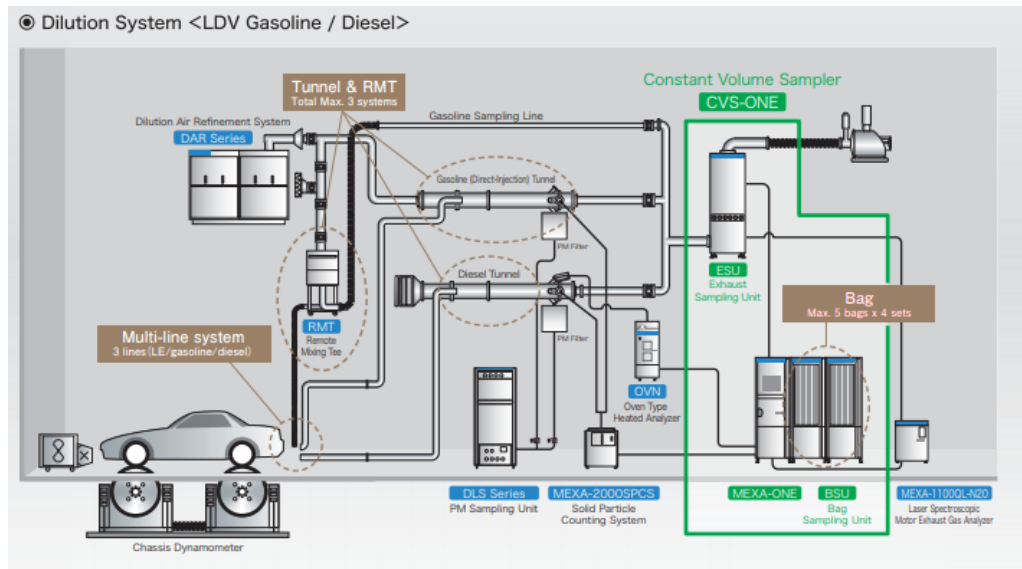 ◉ Dilution System <LDV Gasoline / Diesel>
Tunnel & RMT
Total Max. 3 systems
Constant Volume Sampler
CVS-ONE
Dilution Air Refinement System
DAR Series
Gasoline Sampling Line
Gasoline (Direct-Injection) Tunnel
PM Filter
Diesel Tunnel
PM Filter
ESU
Exhaust
Sampling Unit
Bag
Max. 5 bags x 4 sets
RMT
Remote
Mixing Tee
Multi-line system
3 lines (LE/gasoline/diesel)
OVN
Oven Type
Heated Analyzer
DLS Series
PM Sampling Unit
MEXA-2000SPCS
Solid Particle
Counting System
MEXA-ONE
BSU
Bag
Sampling Unit
MEXA-1100QL-N2O
Laser Spectroscopic
Motor Exhaust Gas Analyzer
Chassis Dynamometer